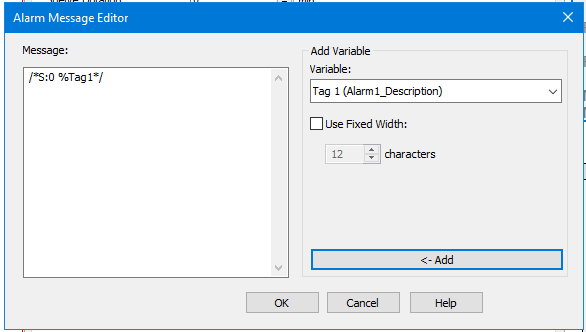 Alarm Message Editor
Message:
/*S:0 %Tag1*/
Add Variable
Variable:
Tag 1 (Alarm1_Description)
Use Fixed Width:
12 characters
<- Add
OK
Cancel
Help